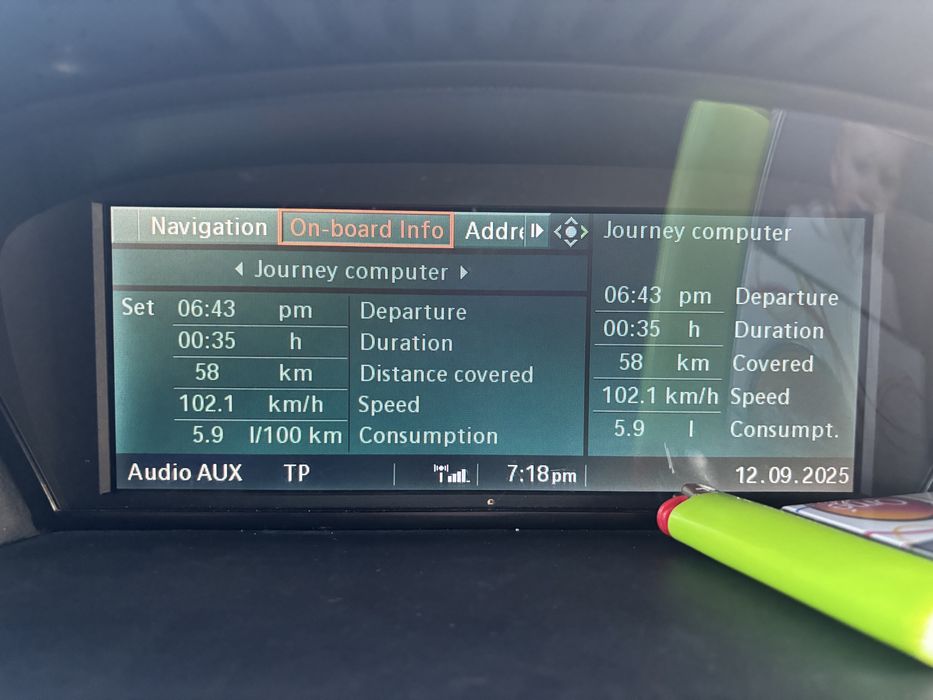 Navigation On-board Info Addre
Journey computer
Set 06:43 pm Departure
00:35 h Duration
58 km Distance covered
102.1 km/h Speed
5.9 l/100 km Consumption
Journey computer
06:43 pm Departure
00:35 h Duration
58 km Covered
102.1 km/h Speed
5.9 l Consumpt.
Audio AUX TP 7:18pm 12.09.2025